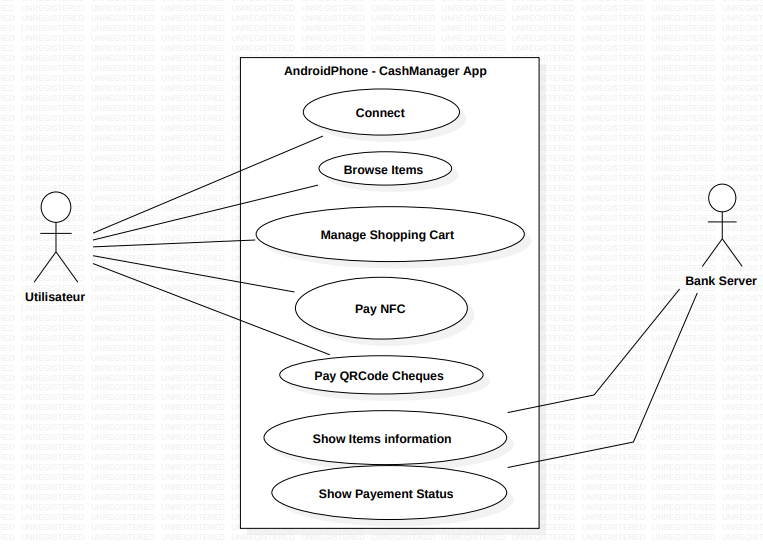 AndroidPhone - CashManager App
Connect
Browse Items
Manage Shopping Cart
Utilisateur
Bank Server
Pay NFC
Pay QRCode Cheques
Show Items information
Show Payement Status
UNREGISTERED